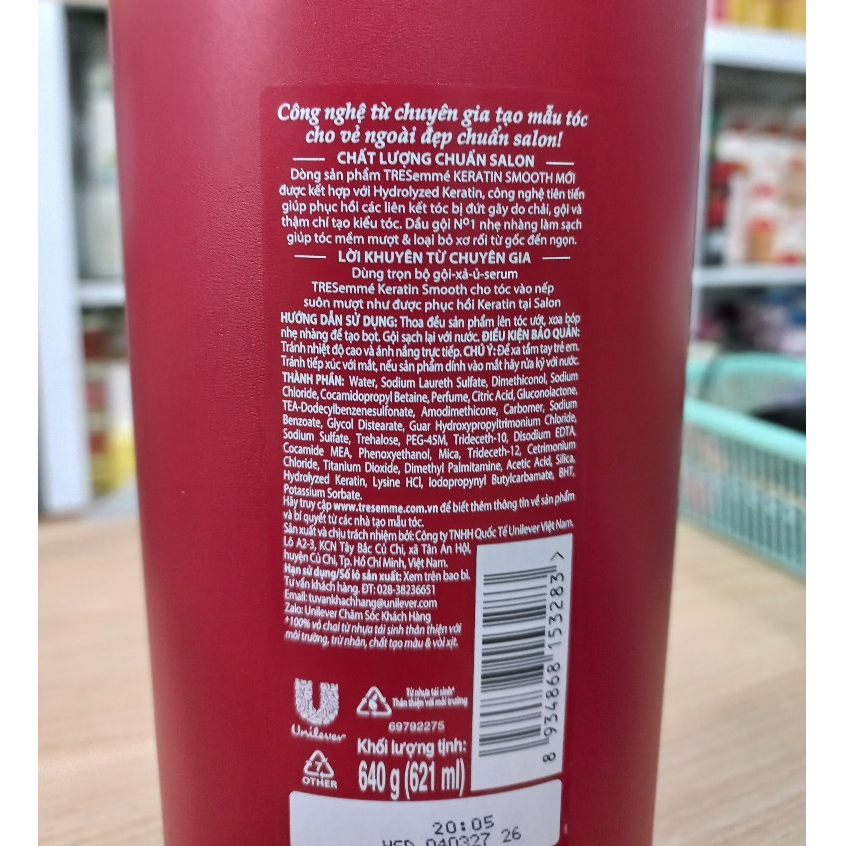 Công nghệ từ chuyên gia tạo mẫu tóc
cho vẻ ngoài đẹp chuẩn salon!
CHẤT LƯỢNG CHUẨN SALON
Dòng sản phẩm TRESemmé KERATIN SMOOTH MỚI
được kết hợp với Hydrolyzed Keratin, công nghệ tiên tiến
giúp phục hồi các liên kết tóc bị đứt gãy do chải, gội và
thậm chí tạo kiểu tóc. Dầu gội Nº1 nhẹ nhàng làm sạch
giúp tóc mềm mượt & loại bỏ xơ rối từ gốc đến ngọn.
LỜI KHUYÊN TỪ CHUYÊN GIA
Dùng trọn bộ gội-xả-ủ-serum
TRESemmé Keratin Smooth cho tóc vào nếp
suôn mượt như được phục hồi Keratin tại Salon
HƯỚNG DẪN SỬ DỤNG: Thoa đều sản phẩm lên tóc ướt, xoa bóp
nhẹ nhàng để tạo bọt. Gội sạch lại với nước. ĐIỀU KIỆN BẢO QUẢN:
Tránh nhiệt độ cao và ánh nắng trực tiếp. CHÚ Ý: Để xa tầm tay trẻ em.
Tránh tiếp xúc với mắt, nếu sản phẩm dính vào mắt hãy rửa kỹ với nước.
THÀNH PHẦN: Water, Sodium Laureth Sulfate, Dimethiconol, Sodium
Chloride, Cocamidopropyl Betaine, Perfume, Citric Acid, Gluconolactone,
TEA-Dodecylbenzenesulfonate, Amodimethicone, Carbomer, Sodium
Benzoate, Glycol Distearate, Guar Hydroxypropyltrimonium Chloride,
Sodium Sulfate, Trehalose, PEG-45M, Trideceth-10, Disodium EDTA,
Cocamide MEA, Phenoxyethanol, Mica, Trideceth-12, Cetrimonium
Chloride, Titanium Dioxide, Dimethyl Palmitamine, Acetic Acid, Silica,
Hydrolyzed Keratin, Lysine HCl, Iodopropynyl Butylcarbamate, BHT,
Potassium Sorbate.
Hãy truy cập www.tresemme.com.vn để biết thêm thông tin về sản phẩm
và bí quyết từ các nhà tạo mẫu tóc.
Sản xuất và chịu trách nhiệm bởi: Công ty TNHH Quốc Tế Unilever Việt Nam.
Lô A2-3, KCN Tây Bắc Củ Chi, xã Tân An Hội,
huyện Củ Chi, Tp. Hồ Chí Minh, Việt Nam.
Hạn sử dụng/Số lô sản xuất: Xem trên bao bì.
Tư vấn khách hàng. ĐT: 028-38236651
Email: tuvankhachhang@unilever.com
Zalo: Unilever Chăm Sóc Khách Hàng
*100% vỏ chai từ nhựa tái sinh thân thiện với
môi trường, trừ nhãn, chất tạo màu & vòi xịt.
8 934868 153283 >
Unilever
Từ nhựa tái sinh*
Thân thiện với môi trường
69792275
7
OTHER
Khối lượng tịnh:
640 g (621 ml)
20:05
HSD 040327 26